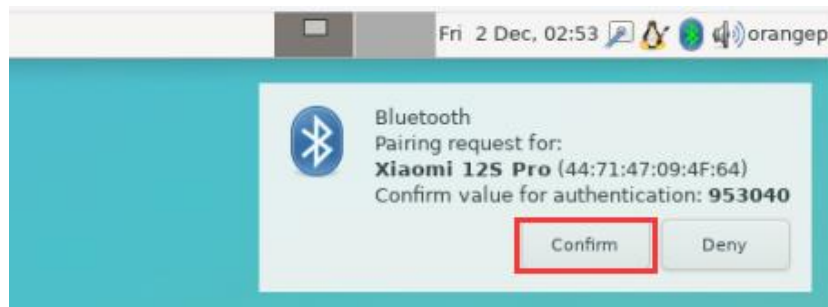 Fri 2 Dec, 02:53 orangep
Bluetooth
Pairing request for:
Xiaomi 12S Pro (44:71:47:09:4F:64)
Confirm value for authentication: 953040
Confirm Deny